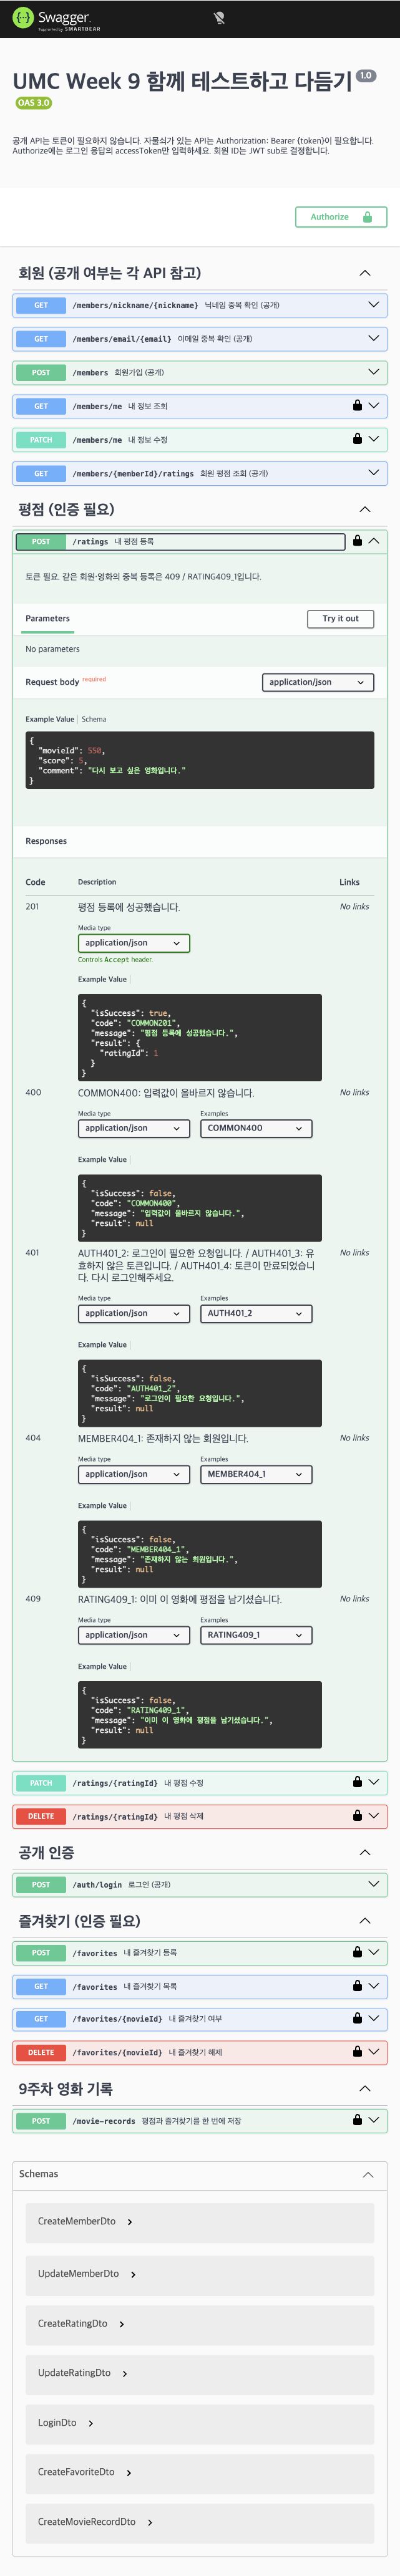 Swagger.
Supported by SMARTBEAR
UMC Week 9 함께 테스트하고 다듬기 1.0
OAS 3.0
공개 API는 토큰이 필요하지 않습니다. 자물쇠가 있는 API는 Authorization: Bearer {token}이 필요합니다.
Authorize에는 로그인 응답의 accessToken만 입력하세요. 회원 ID는 JWT sub로 결정합니다.
Authorize
회원 (공개 여부는 각 API 참고)
GET /members/nickname/{nickname} 닉네임 중복 확인 (공개)
GET /members/email/{email} 이메일 중복 확인 (공개)
POST /members 회원가입 (공개)
GET /members/me 내 정보 조회
PATCH /members/me 내 정보 수정
GET /members/{memberId}/ratings 회원 평점 조회 (공개)
평점 (인증 필요)
POST /ratings 내 평점 등록
토큰 필요. 같은 회원·영화의 중복 등록은 409 / RATING409_1입니다.
Parameters
Try it out
No parameters
Request body required
application/json
Example Value Schema
{
"movieId": 550,
"score": 5,
"comment": "다시 보고 싶은 영화입니다."
}
Responses
Code Description Links
201 평점 등록에 성공했습니다. No links
Media type
application/json
Controls Accept header.
Example Value
{
"isSuccess": true,
"code": "COMMON201",
"message": "평점 등록에 성공했습니다.",
"result": {
"ratingId": 1
}
}
400 COMMON400: 입력값이 올바르지 않습니다. No links
Media type Examples
application/json COMMON400
Example Value
{
"isSuccess": false,
"code": "COMMON400",
"message": "입력값이 올바르지 않습니다.",
"result": null
}
401 AUTH401_2: 로그인이 필요한 요청입니다. / AUTH401_3: 유 No links
효하지 않은 토큰입니다. / AUTH401_4: 토큰이 만료되었습니
다. 다시 로그인해주세요.
Media type Examples
application/json AUTH401_2
Example Value
{
"isSuccess": false,
"code": "AUTH401_2",
"message": "로그인이 필요한 요청입니다.",
"result": null
}
404 MEMBER404_1: 존재하지 않는 회원입니다. No links
Media type Examples
application/json MEMBER404_1
Example Value
{
"isSuccess": false,
"code": "MEMBER404_1",
"message": "존재하지 않는 회원입니다.",
"result": null
}
409 RATING409_1: 이미 이 영화에 평점을 남기셨습니다. No links
Media type Examples
application/json RATING409_1
Example Value
{
"isSuccess": false,
"code": "RATING409_1",
"message": "이미 이 영화에 평점을 남기셨습니다.",
"result": null
}
PATCH /ratings/{ratingId} 내 평점 수정
DELETE /ratings/{ratingId} 내 평점 삭제
공개 인증
POST /auth/login 로그인 (공개)
즐겨찾기 (인증 필요)
POST /favorites 내 즐겨찾기 등록
GET /favorites 내 즐겨찾기 목록
GET /favorites/{movieId} 내 즐겨찾기 여부
DELETE /favorites/{movieId} 내 즐겨찾기 해제
9주차 영화 기록
POST /movie-records 평점과 즐겨찾기를 한 번에 저장
Schemas
CreateMemberDto
UpdateMemberDto
CreateRatingDto
UpdateRatingDto
LoginDto
CreateFavoriteDto
CreateMovieRecordDto